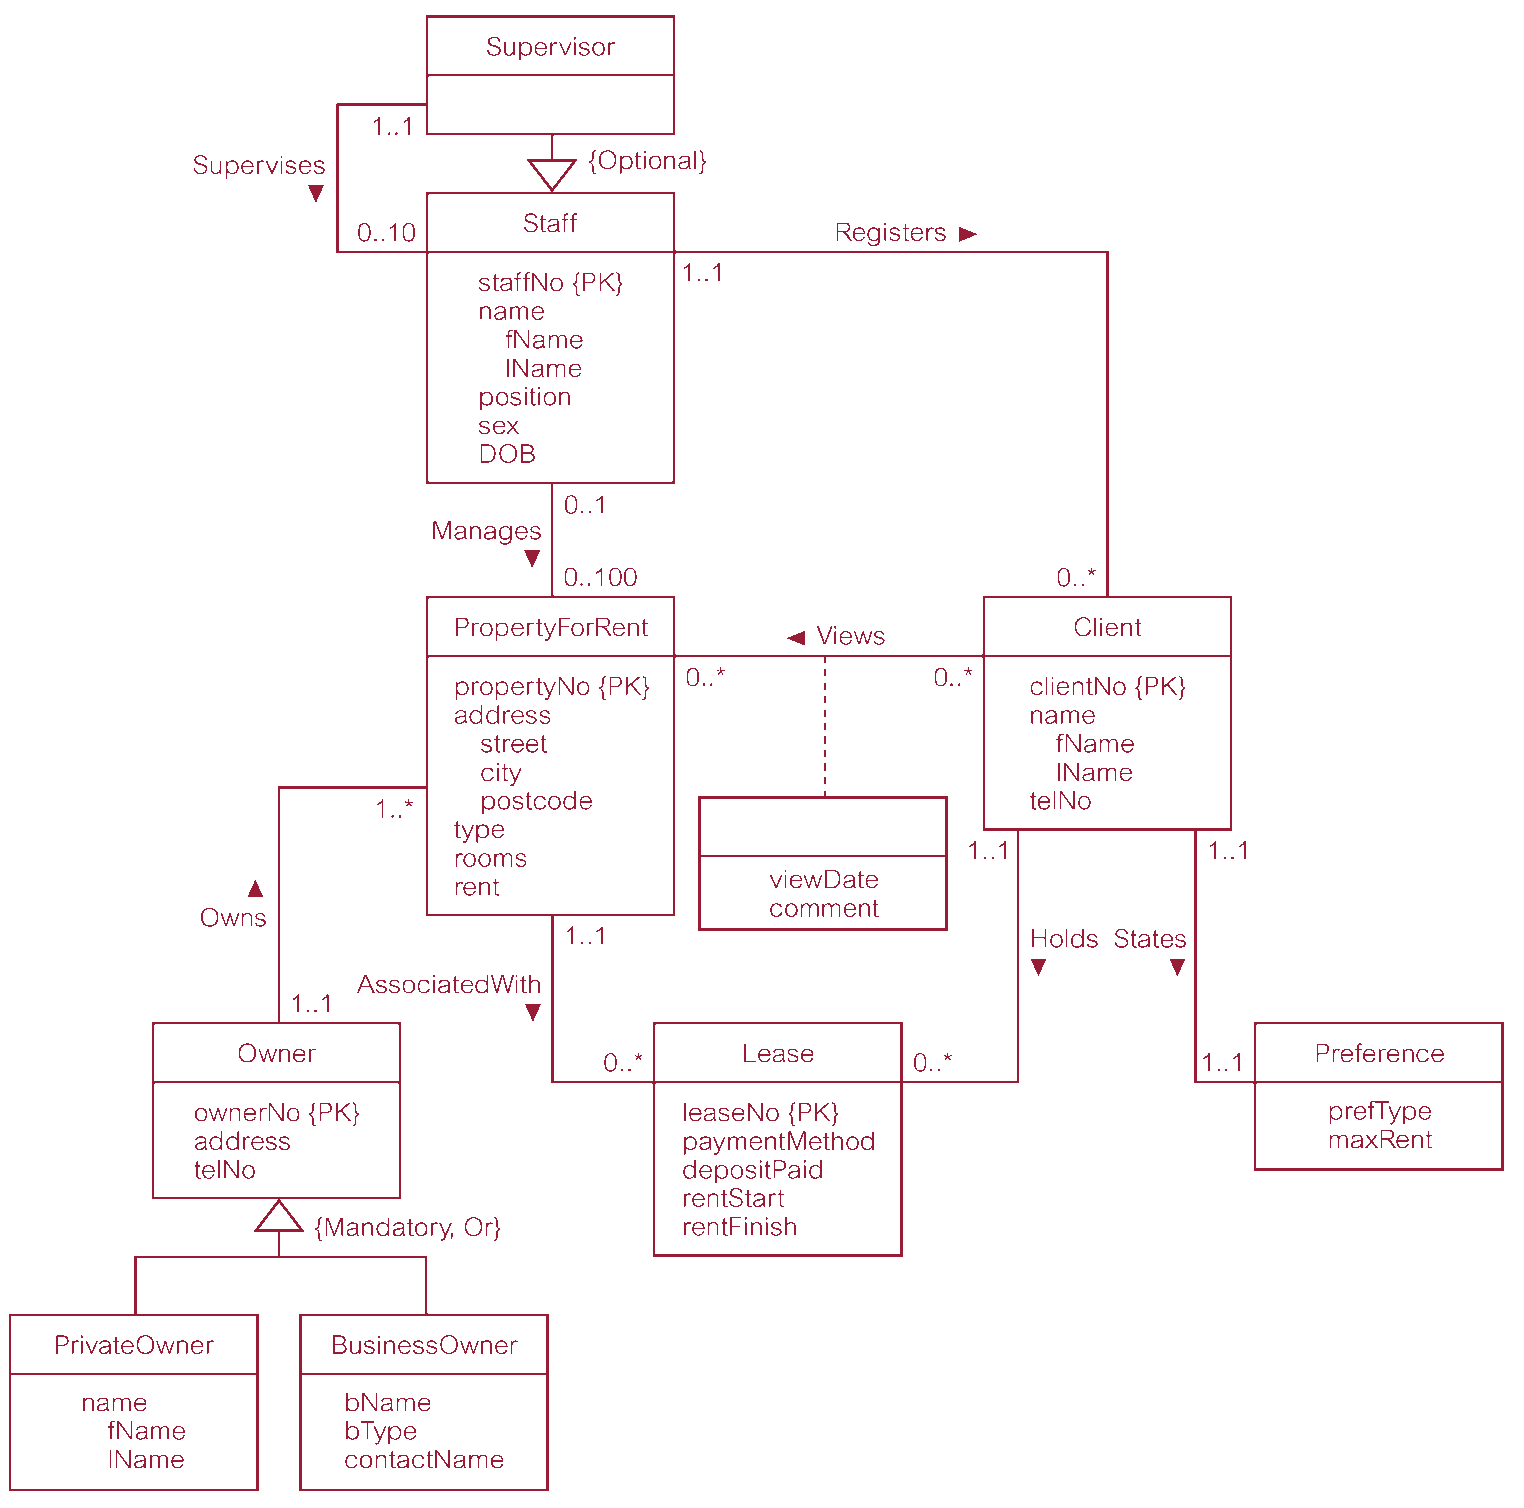 Supervisor
1..1
{Optional}
Supervises
▼
0..10
Staff
Registers ►
1..1
staffNo {PK}
name
fName
lName
position
sex
DOB
0..1
Manages
▼
0..100
0..*
PropertyForRent
◄ Views
Client
0..*
0..*
propertyNo {PK}
address
street
city
postcode
type
rooms
rent
clientNo {PK}
name
fName
lName
telNo
1..*
viewDate
comment
1..1
1..1
▲
Owns
1..1
Holds
▼
States
▼
AssociatedWith
▼
1..1
Owner
0..*
Lease
0..*
1..1
Preference
ownerNo {PK}
address
telNo
leaseNo {PK}
paymentMethod
depositPaid
rentStart
rentFinish
prefType
maxRent
{Mandatory, Or}
PrivateOwner
name
fName
lName
BusinessOwner
bName
bType
contactName